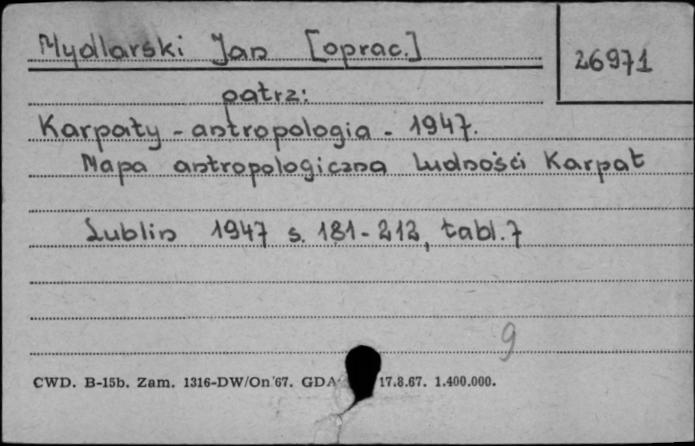 Mydlarski Jan [oprac.]
26971
patrz:
Karpaty - antropologia - 1947.
Mapa antropologiczna ludności Karpat
Lublin 1947 s. 181-212, tabl. 7
9
CWD. B-15b. Zam. 1316-DW/On 67. GDA 17.8.67. 1.400.000.